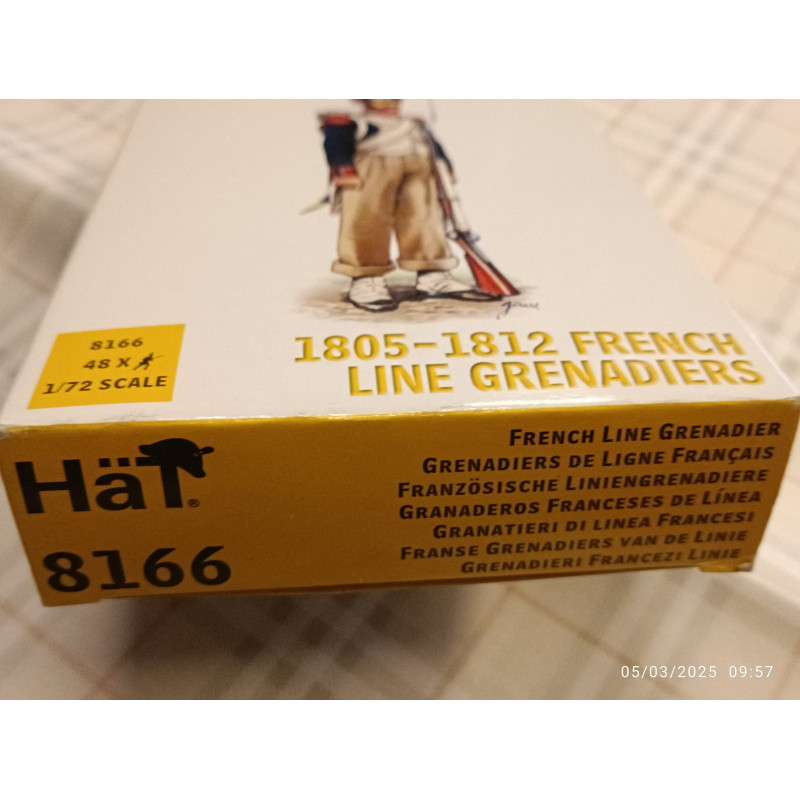 8166
48 X
1/72 SCALE
1805-1812 FRENCH
LINE GRENADIERS
HäT®
8166
FRENCH LINE GRENADIER
GRENADIERS DE LIGNE FRANÇAIS
FRANZÖSISCHE LINIENGRENADIERE
GRANADEROS FRANCESES DE LÍNEA
GRANATIERI DI LINEA FRANCESI
FRANSE GRENADIERS VAN DE LINIE
GRENADIERI FRANCEZI LINIE
05/03/2025 09:57